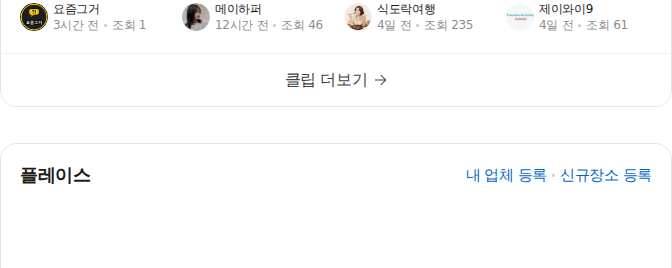 요즘그거
3시간 전 · 조회 1
메이하퍼
12시간 전 · 조회 46
식도락여행
4일 전 · 조회 235
제이와이9
4일 전 · 조회 61
클립 더보기 →
플레이스
내 업체 등록 · 신규장소 등록